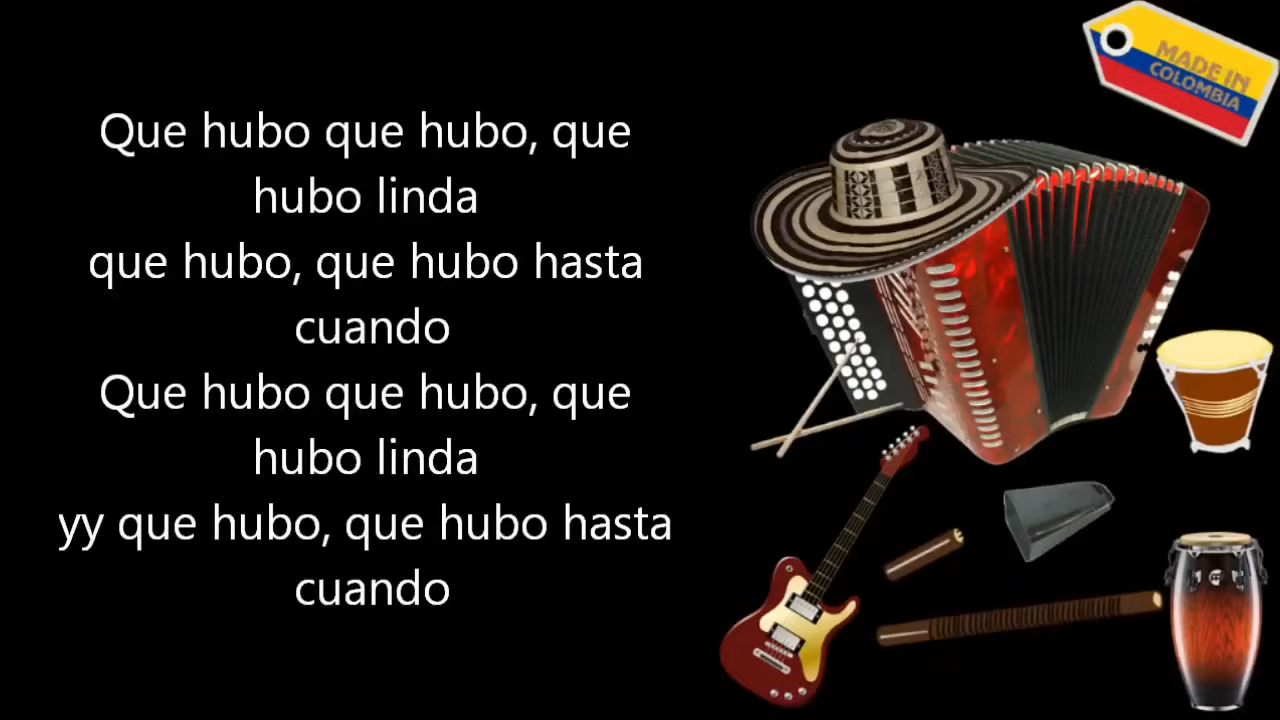 Que hubo que hubo, que
hubo linda
que hubo, que hubo hasta
cuando
Que hubo que hubo, que
hubo linda
yy que hubo, que hubo hasta
cuando
MADE IN
COLOMBIA